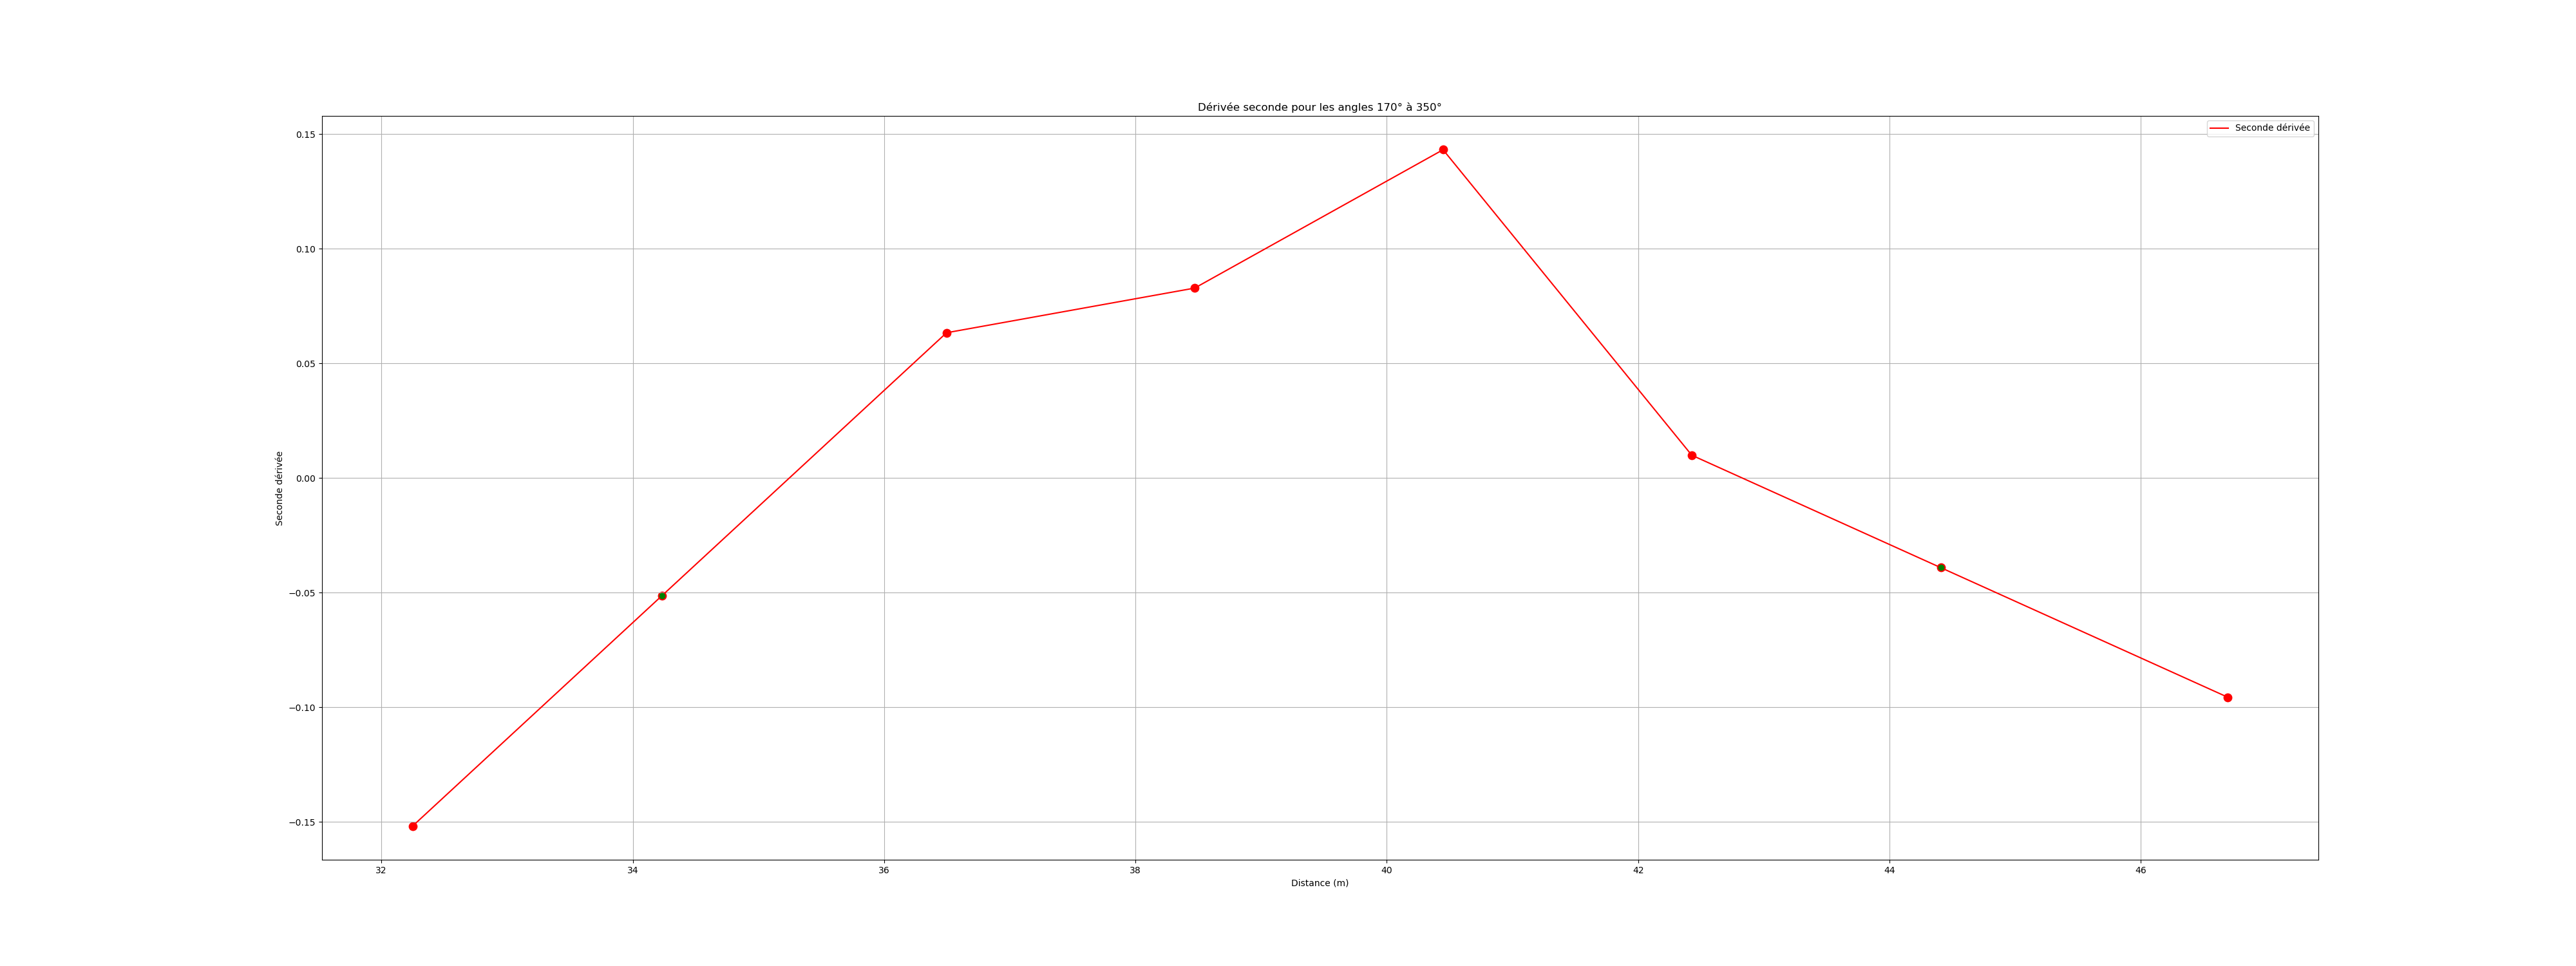 Dérivée seconde pour les angles 170° à 350°
Seconde dérivée
0.15
0.10
0.05
0.00
−0.05
−0.10
−0.15
Seconde dérivée
32 34 36 38 40 42 44 46
Distance (m)